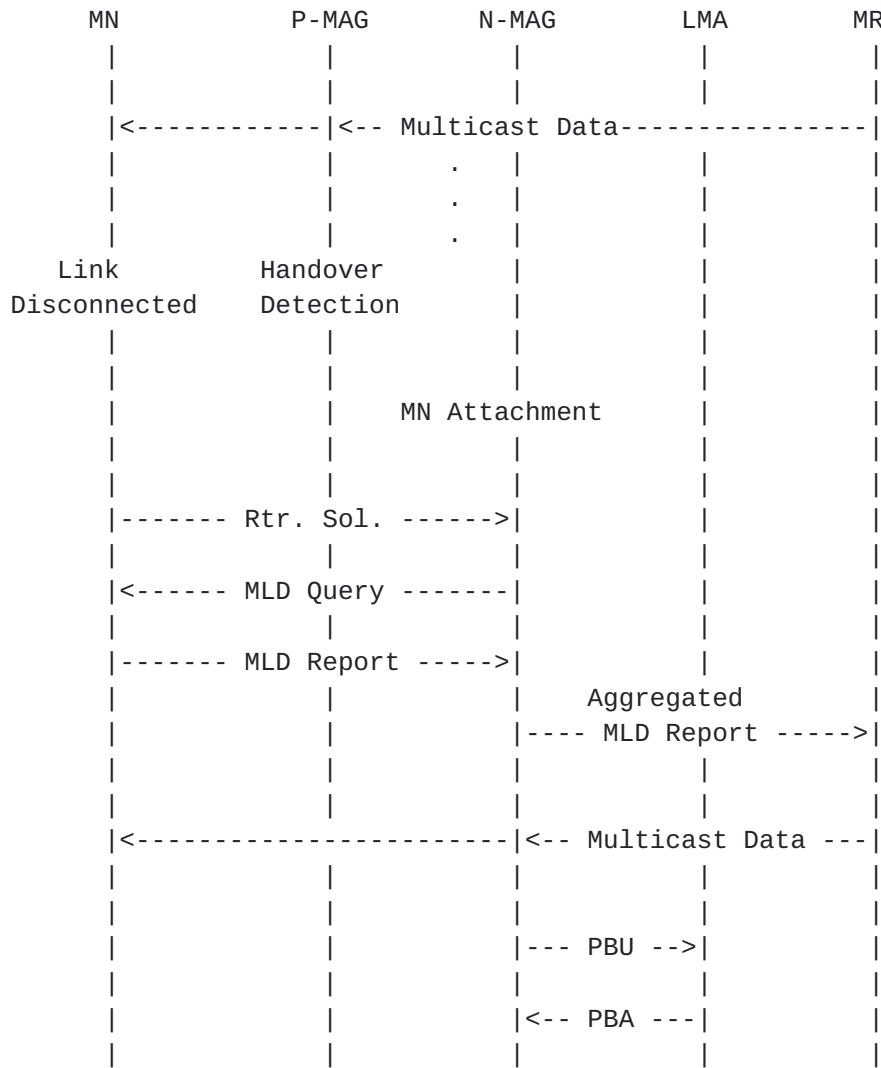 MN P-MAG N-MAG LMA MR
| | | | |
| | | | |
|<-------------|<-- Multicast Data----------------|
| | . | | |
| | . | | |
| | . | | |
Link Handover | | |
Disconnected Detection | | |
| | | | |
| | | | |
| | MN Attachment | |
| | | | |
| | | | |
|------- Rtr. Sol. ------>| | |
| | | | |
|<------ MLD Query -------| | |
| | | | |
|------- MLD Report ----->| | |
| | | Aggregated |
| | |---- MLD Report ----->|
| | | | |
| | | | |
|<-------------------------|<-- Multicast Data ---|
| | | | |
| | | | |
| | |--- PBU -->| |
| | | | |
| | |<-- PBA ---| |
| | | | |